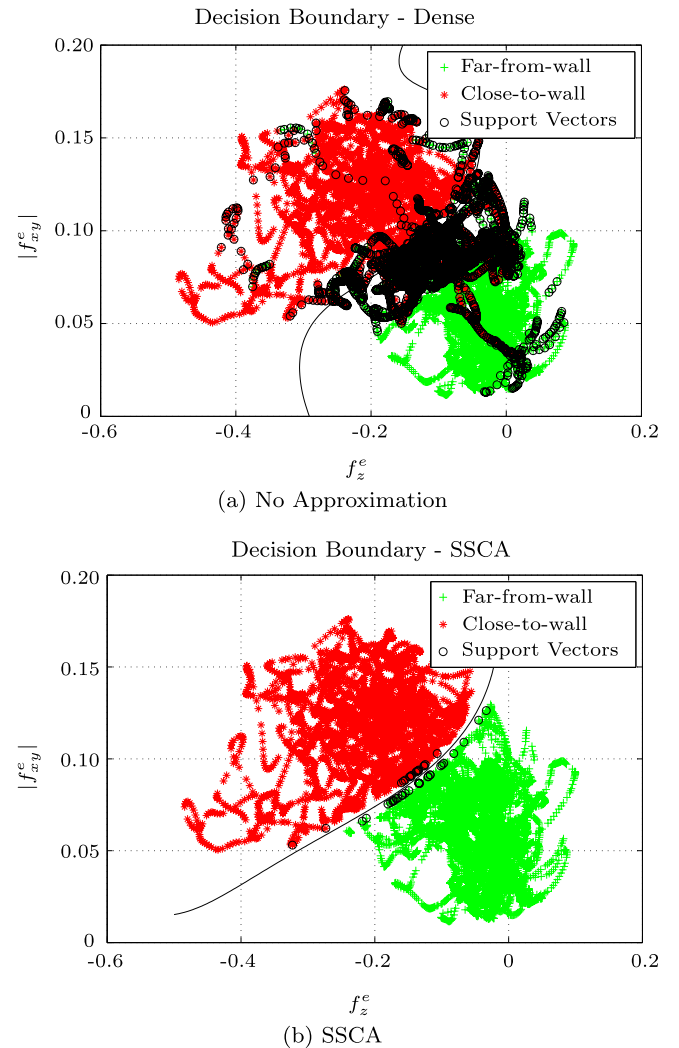 Decision Boundary - Dense
0.20
Far-from-wall
Close-to-wall
Support Vectors
0.15
0.10
|f^e_{xy}|
0.05
0
-0.6 -0.4 -0.2 0 0.2
f^e_z
(a) No Approximation
Decision Boundary - SSCA
0.20
Far-from-wall
Close-to-wall
Support Vectors
0.15
0.10
|f^e_{xy}|
0.05
0
-0.6 -0.4 -0.2 0 0.2
f^e_z
(b) SSCA